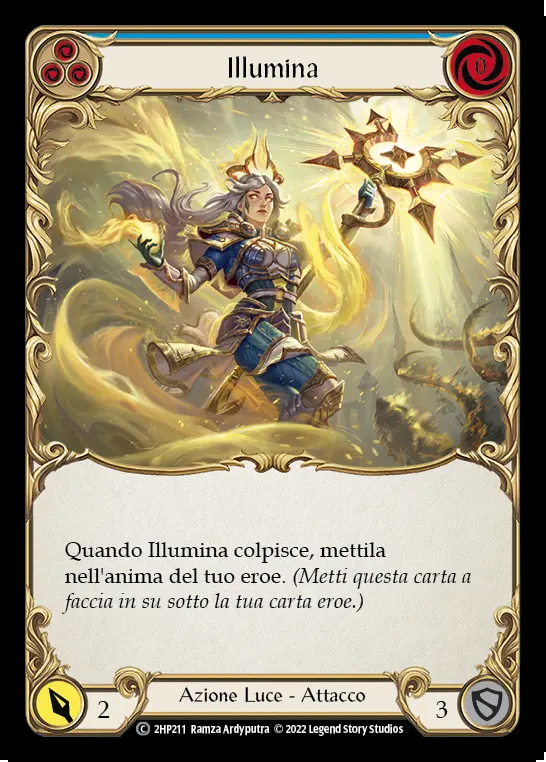 Illumina
0
Quando Illumina colpisce, mettila
nell'anima del tuo eroe. (Metti questa carta a
faccia in su sotto la tua carta eroe.)
2
Azione Luce - Attacco
3
C 2HP211 Ramza Ardyputra © 2022 Legend Story Studios